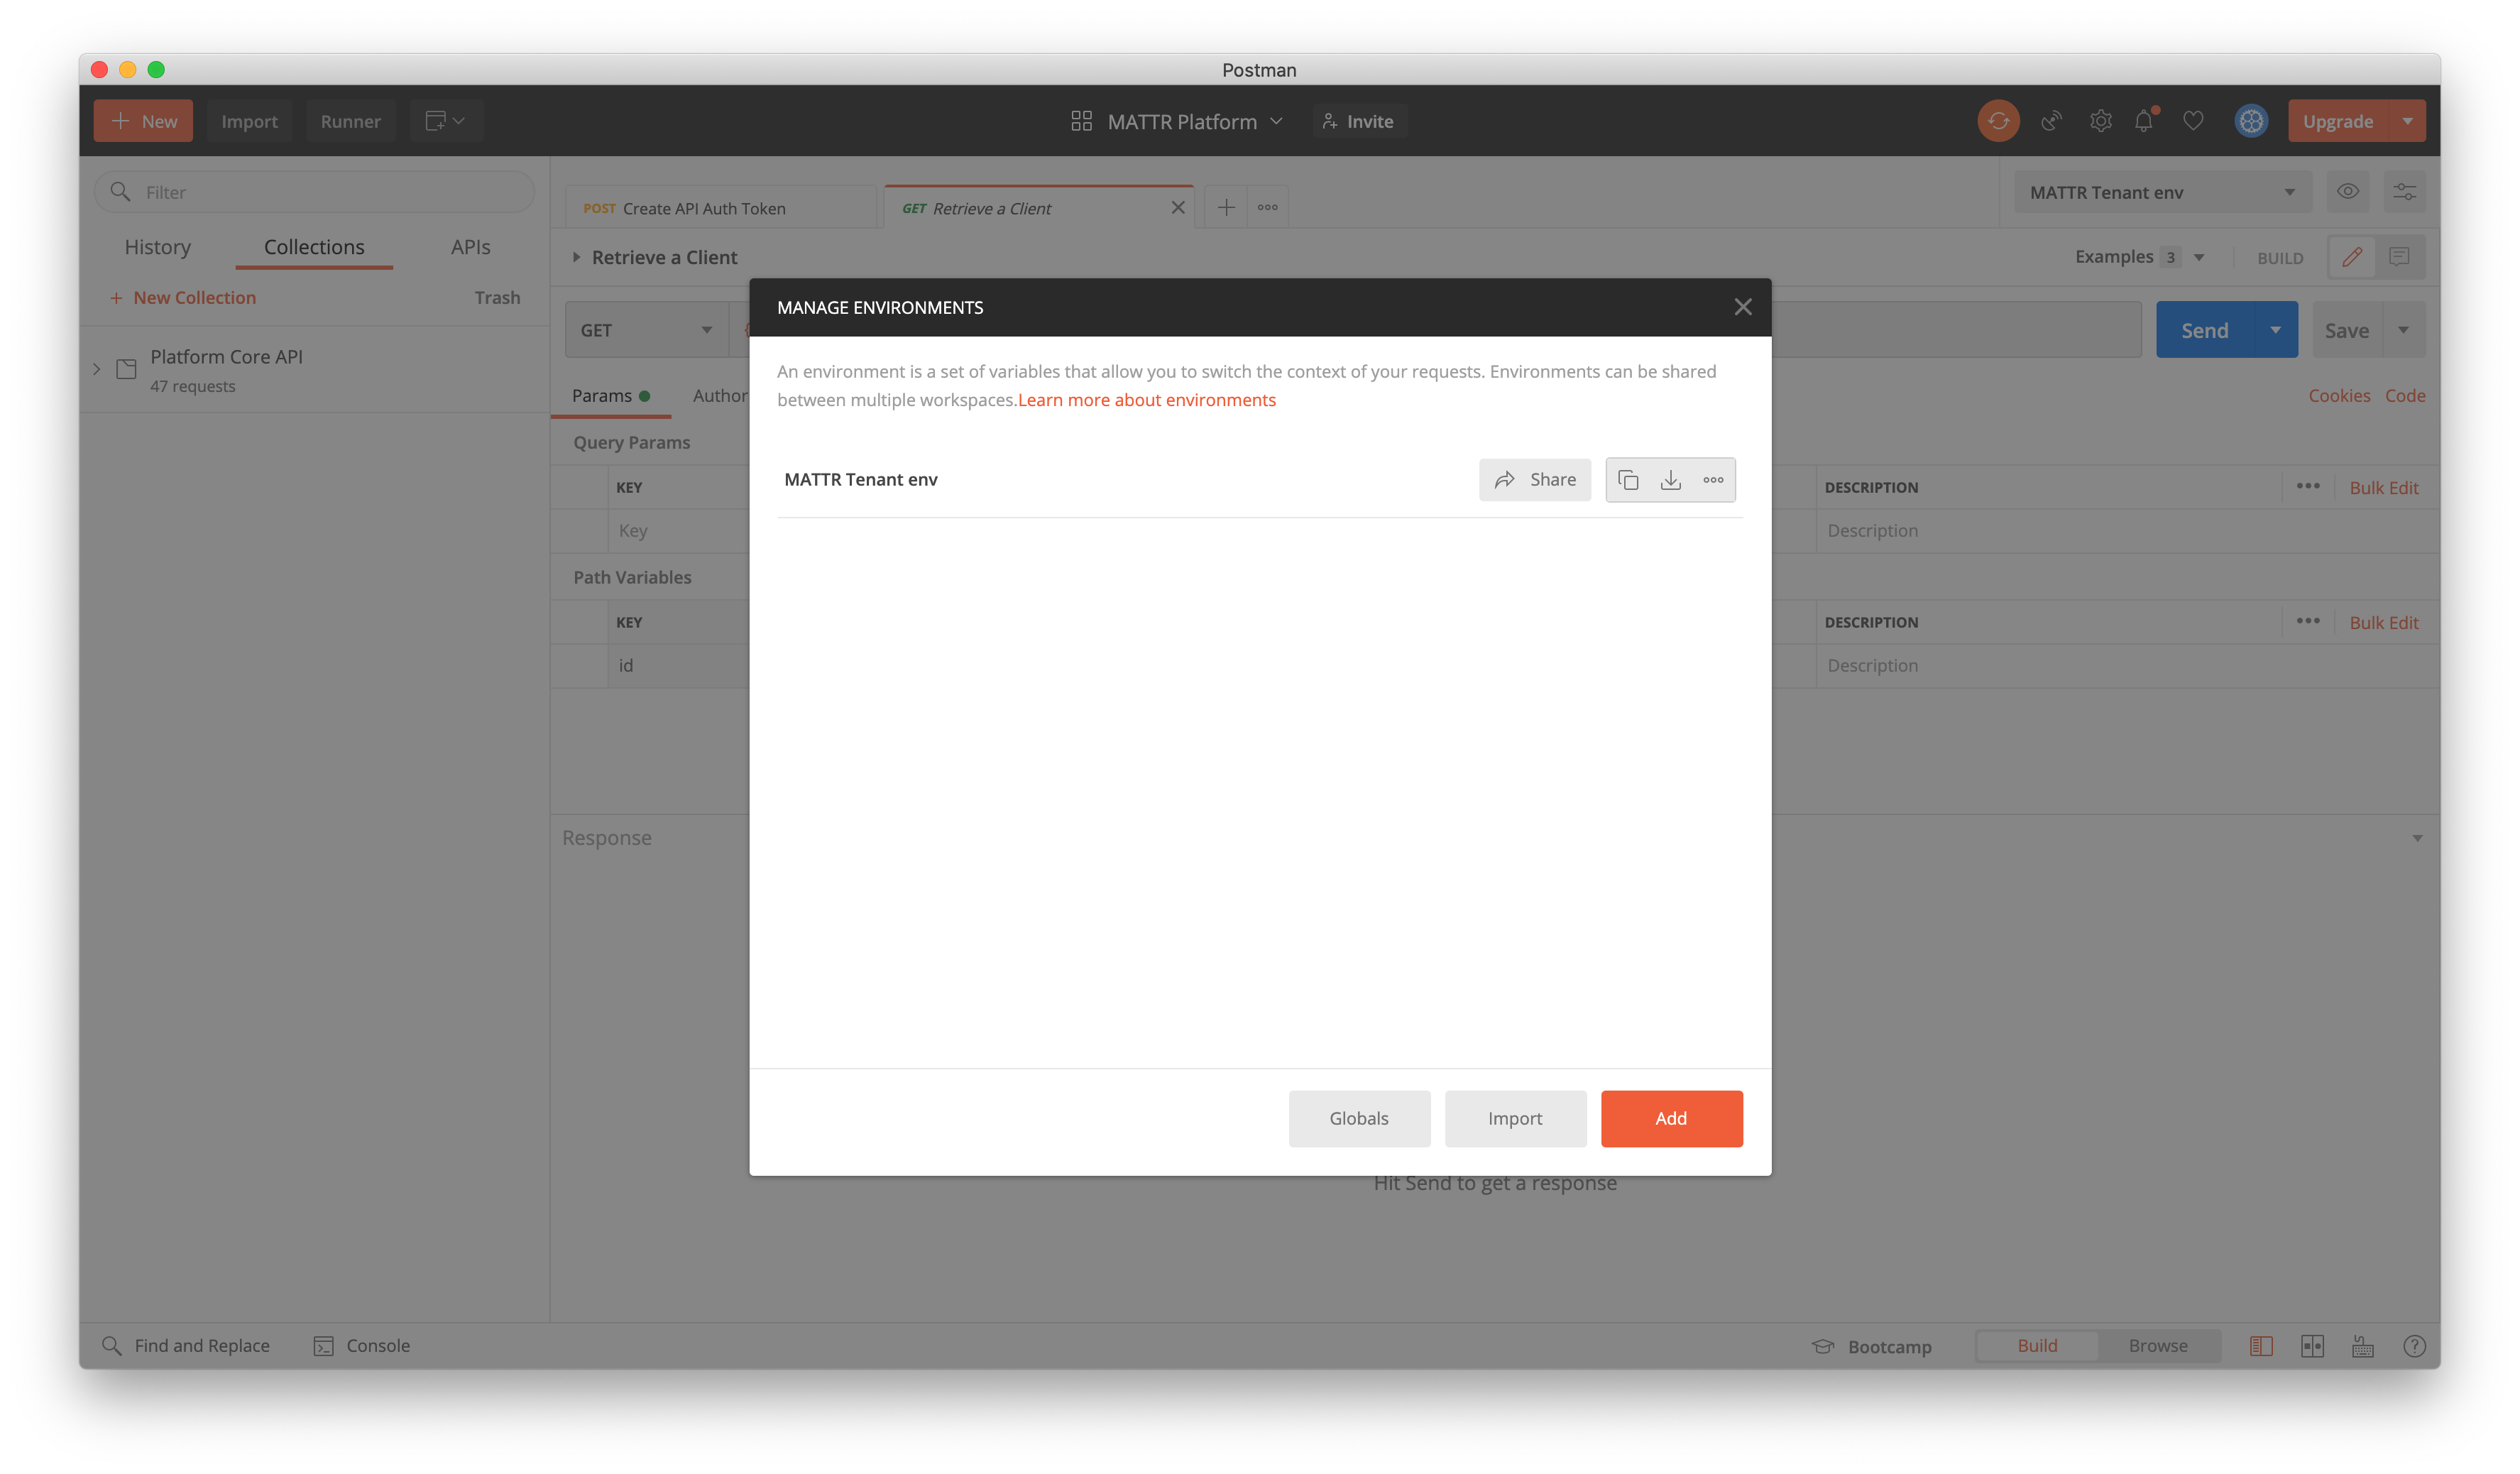 Postman
New
Import
Runner
MATTR Platform
Invite
Upgrade
Filter
History
Collections
APIs
+ New Collection
Trash
Platform Core API
47 requests
POST Create API Auth Token
GET Retrieve a Client
MATTR Tenant env
Retrieve a Client
Examples 3
BUILD
GET
Send
Save
Params
Author
Cookies
Code
Query Params
KEY
DESCRIPTION
Bulk Edit
Key
Description
Path Variables
KEY
DESCRIPTION
Bulk Edit
id
Description
Response
MANAGE ENVIRONMENTS
An environment is a set of variables that allow you to switch the context of your requests. Environments can be shared
between multiple workspaces.Learn more about environments
MATTR Tenant env
Share
Globals
Import
Add
Hit Send to get a response
Find and Replace
Console
Bootcamp
Build
Browse